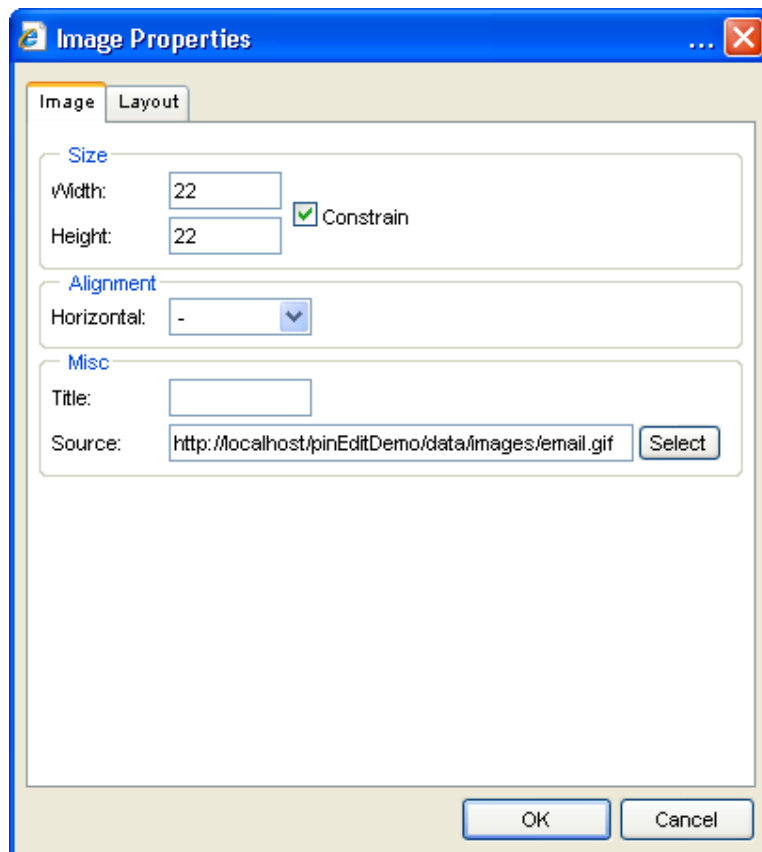 Image Properties ...
Image Layout
Size
Width: 22
Constrain
Height: 22
Alignment
Horizontal: -
Misc
Title:
Source: http://localhost/pinEditDemo/data/images/email.gif Select
OK Cancel